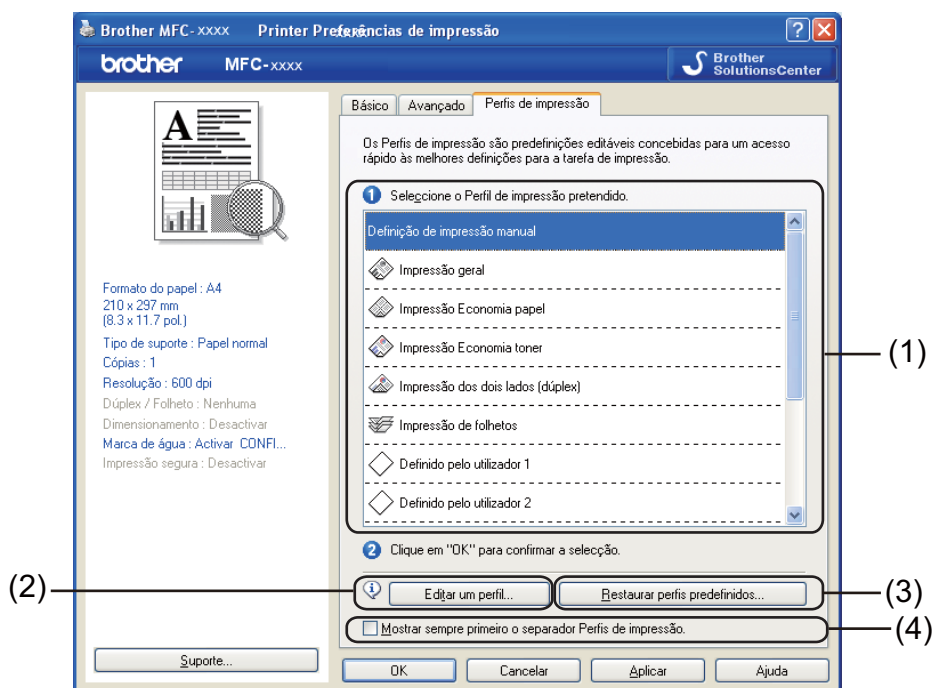 Brother MFC- xxxx Printer Preferências de impressão
brother MFC-xxxx
Brother
SolutionsCenter
Básico Avançado Perfis de impressão
Os Perfis de impressão são predefinições editáveis concebidas para um acesso
rápido às melhores definições para a tarefa de impressão.
A
1 Seleccione o Perfil de impressão pretendido.
Definição de impressão manual
Impressão geral
Impressão Economia papel
Impressão Economia toner
Impressão dos dois lados (dúplex)
Impressão de folhetos
Definido pelo utilizador 1
Definido pelo utilizador 2
(1)
Formato do papel : A4
210 x 297 mm
(8.3 x 11.7 pol.)
Tipo de suporte : Papel normal
Cópias : 1
Resolução : 600 dpi
Dúplex / Folheto : Nenhuma
Dimensionamento : Desactivar
Marca de água : Activar CONFI...
Impressão segura : Desactivar
2 Clique em "OK" para confirmar a selecção.
(2) Editar um perfil... Restaurar perfis predefinidos... (3)
Mostrar sempre primeiro o separador Perfis de impressão. (4)
Suporte... OK Cancelar Aplicar Ajuda